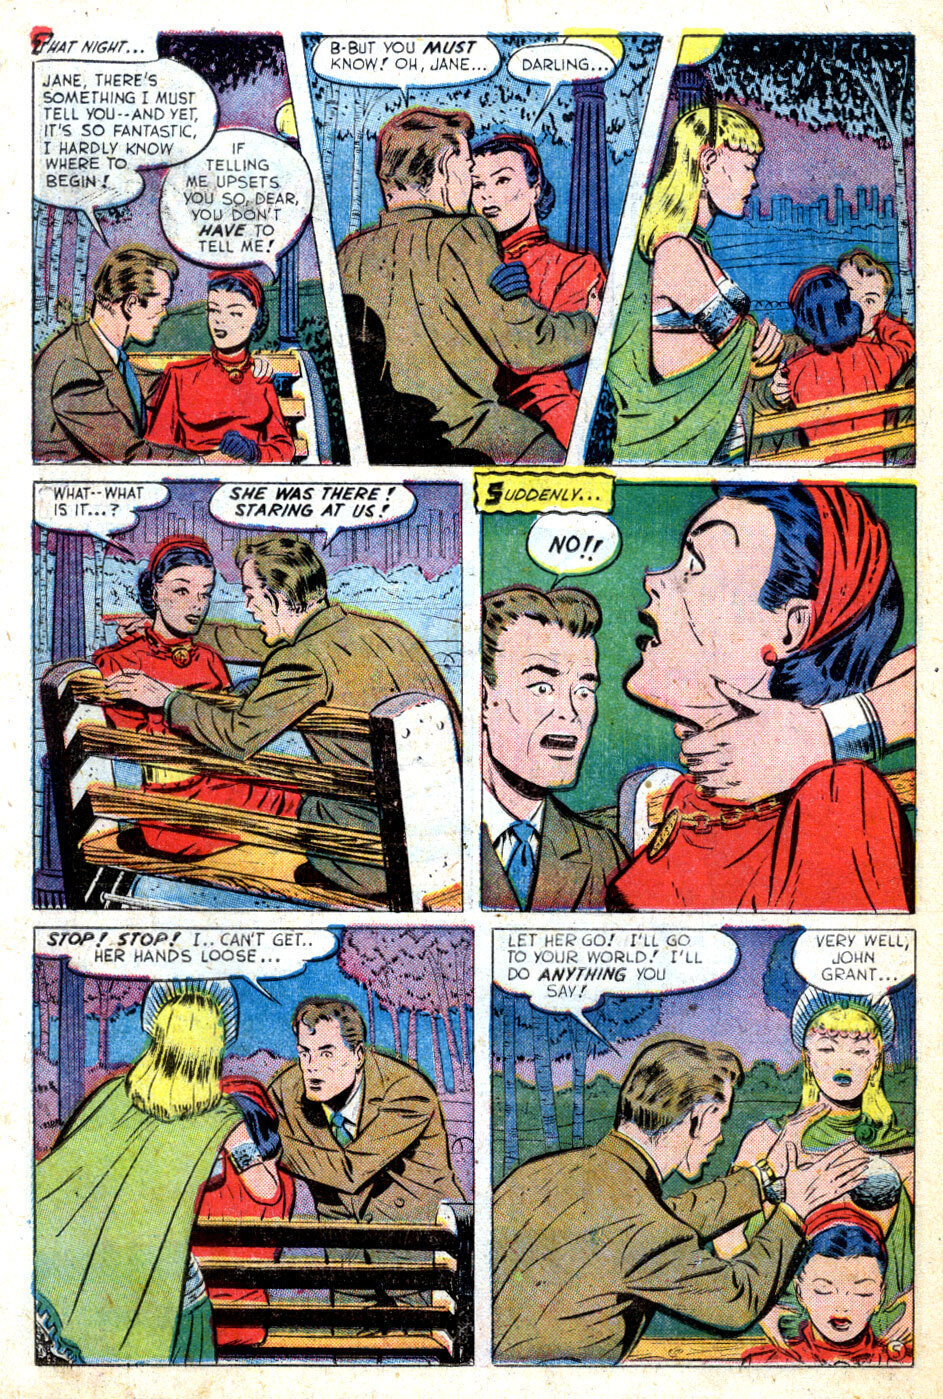 THAT NIGHT...
JANE, THERE'S
SOMETHING I MUST
TELL YOU--AND YET,
IT'S SO FANTASTIC,
I HARDLY KNOW
WHERE TO
BEGIN!
IF
TELLING
ME UPSETS
YOU SO, DEAR,
YOU DON'T
HAVE TO
TELL ME!
B-BUT YOU MUST
KNOW! OH, JANE...
DARLING...
WHAT--WHAT
IS IT...?
SHE WAS THERE!
STARING AT US!
SUDDENLY...
NO!!
STOP! STOP! I.. CAN'T GET..
HER HANDS LOOSE...
LET HER GO! I'LL GO
TO YOUR WORLD! I'LL
DO ANYTHING YOU
SAY!
VERY WELL,
JOHN
GRANT...
5